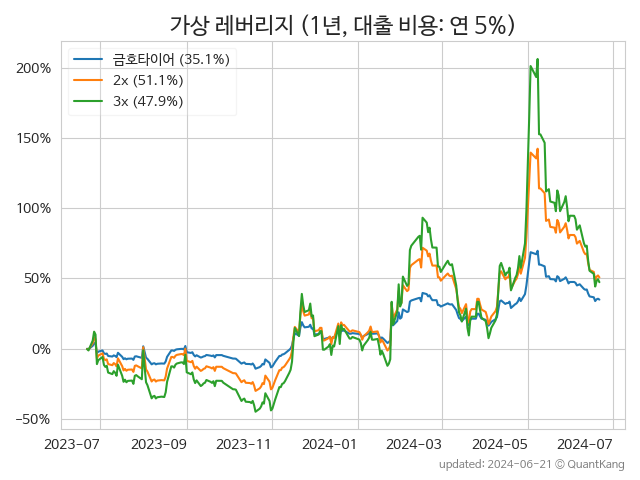 가상 레버리지 (1년, 대출 비용: 연 5%)
금호타이어 (35.1%)
2x (51.1%)
3x (47.9%)
200%
150%
100%
50%
0%
−50%
2023-07
2023-09
2023-11
2024-01
2024-03
2024-05
2024-07
updated: 2024-06-21 © QuantKang